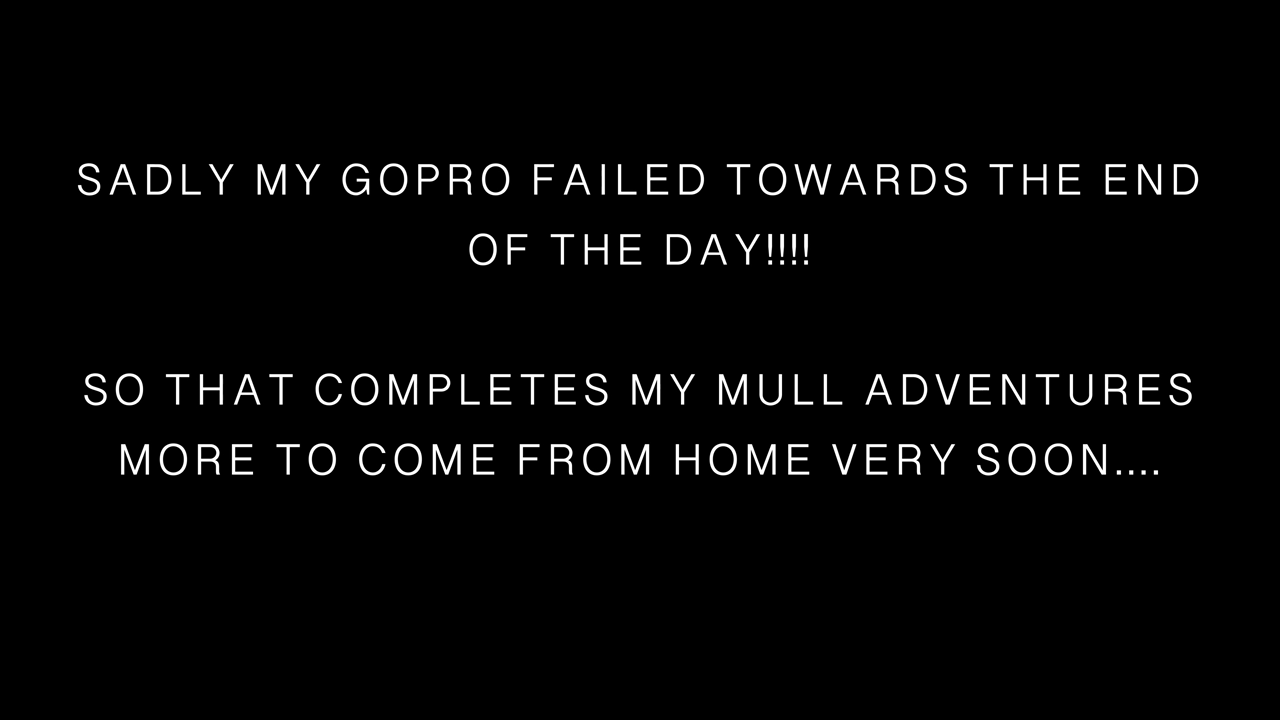 SADLY MY GOPRO FAILED TOWARDS THE END
OF THE DAY!!!!
SO THAT COMPLETES MY MULL ADVENTURES
MORE TO COME FROM HOME VERY SOON....